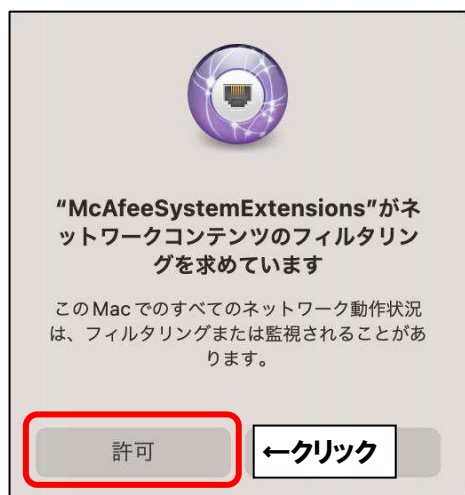 “McAfeeSystemExtensions”がネ
ットワークコンテンツのフィルタリン
グを求めています
このMacでのすべてのネットワーク動作状況
は、フィルタリングまたは監視されることがあ
ります。
許可
←クリック